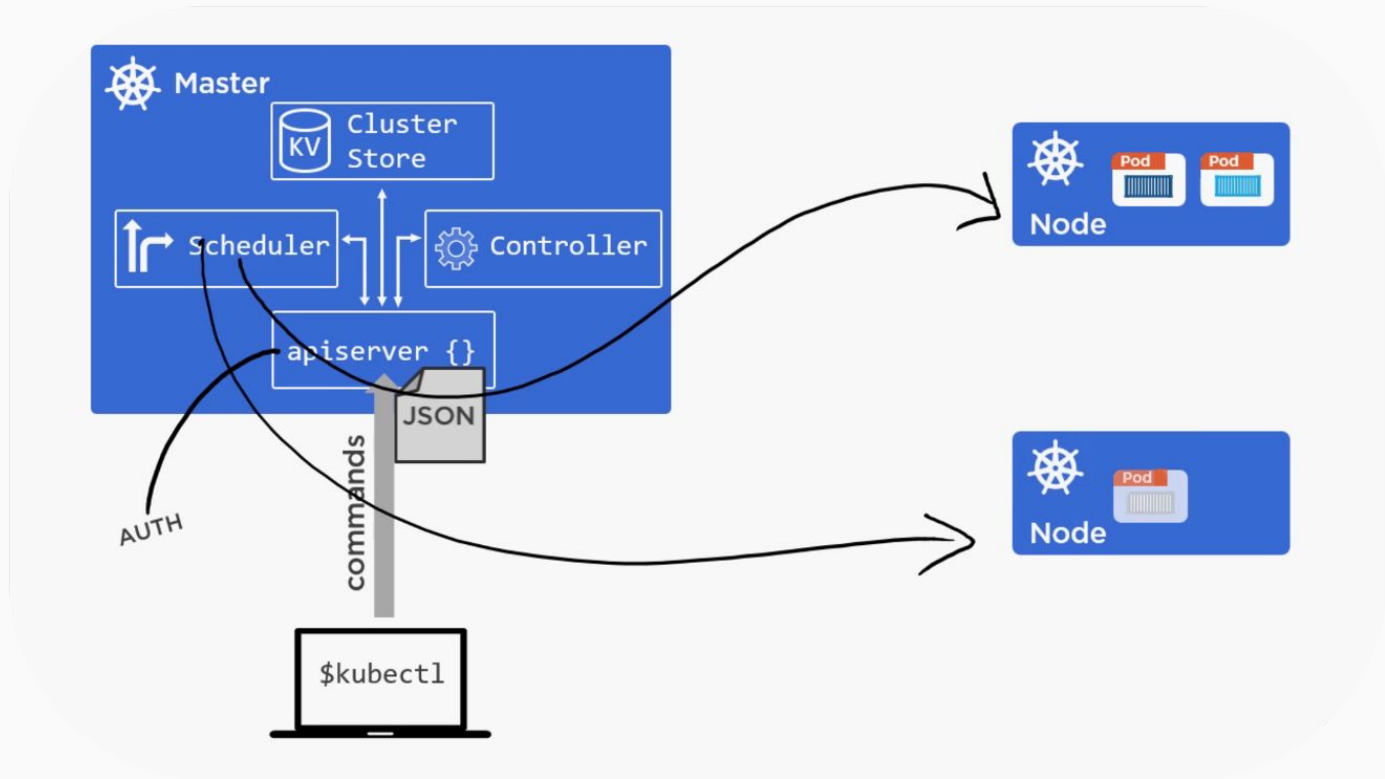 Master
KV
Cluster
Store
Scheduler
Controller
apiserver {}
JSON
commands
AUTH
$kubectl
Pod
Pod
Node
Pod
Node